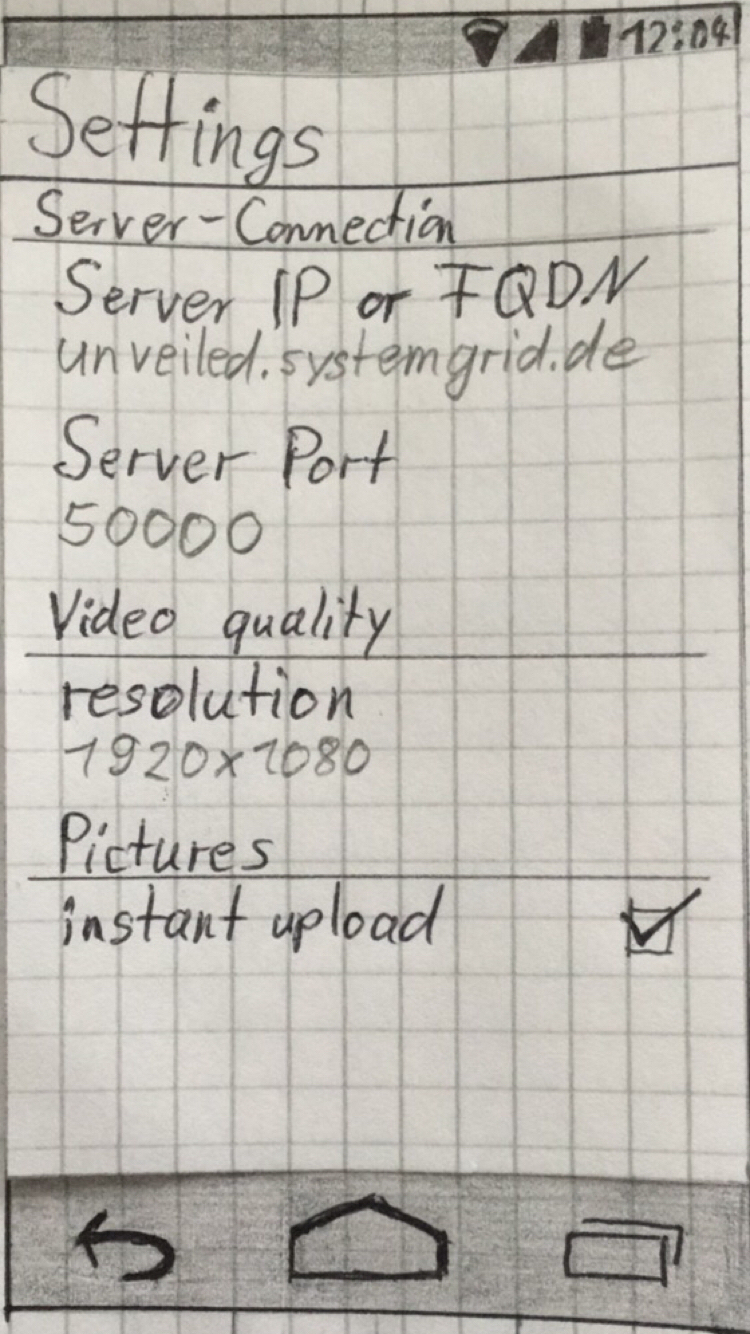 12:04
Settings
Server-Connection
Server IP or FQDN
unveiled.systemgrid.de
Server Port
50000
Video quality
resolution
1920x1080
Pictures
instant upload